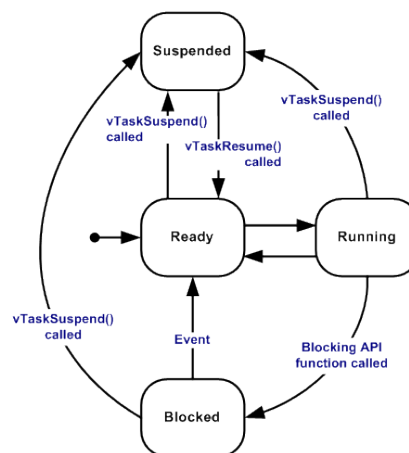 Suspended
vTaskSuspend()
called
vTaskSuspend()
called
vTaskResume()
called
Ready
Running
vTaskSuspend()
called
Event
Blocking API
function called
Blocked